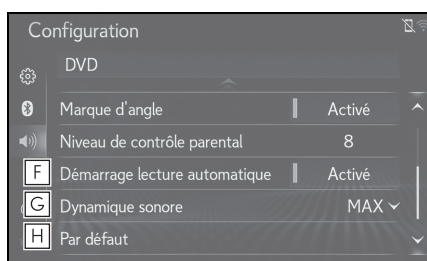 Configuration
DVD
Marque d'angle Activé
Niveau de contrôle parental 8
F Démarrage lecture automatique Activé
G Dynamique sonore MAX
H Par défaut